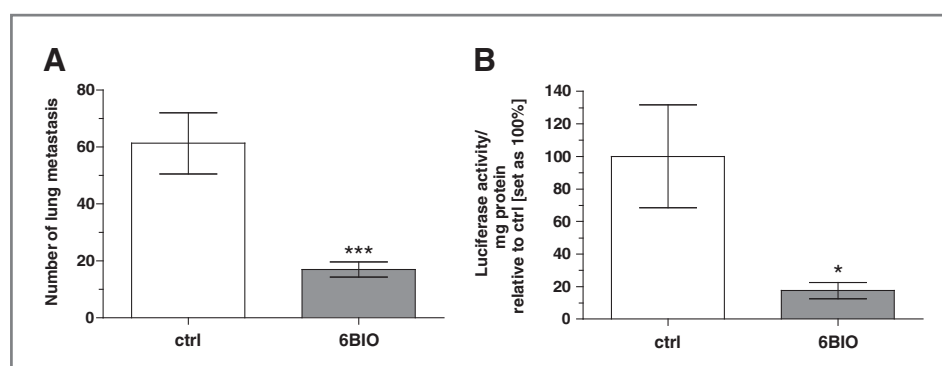 A
Number of lung metastasis
80
60
40
20
0
***
ctrl
6BIO
B
Luciferase activity/
mg protein
relative to ctrl [set as 100%]
140
120
100
80
60
40
20
0
*
ctrl
6BIO